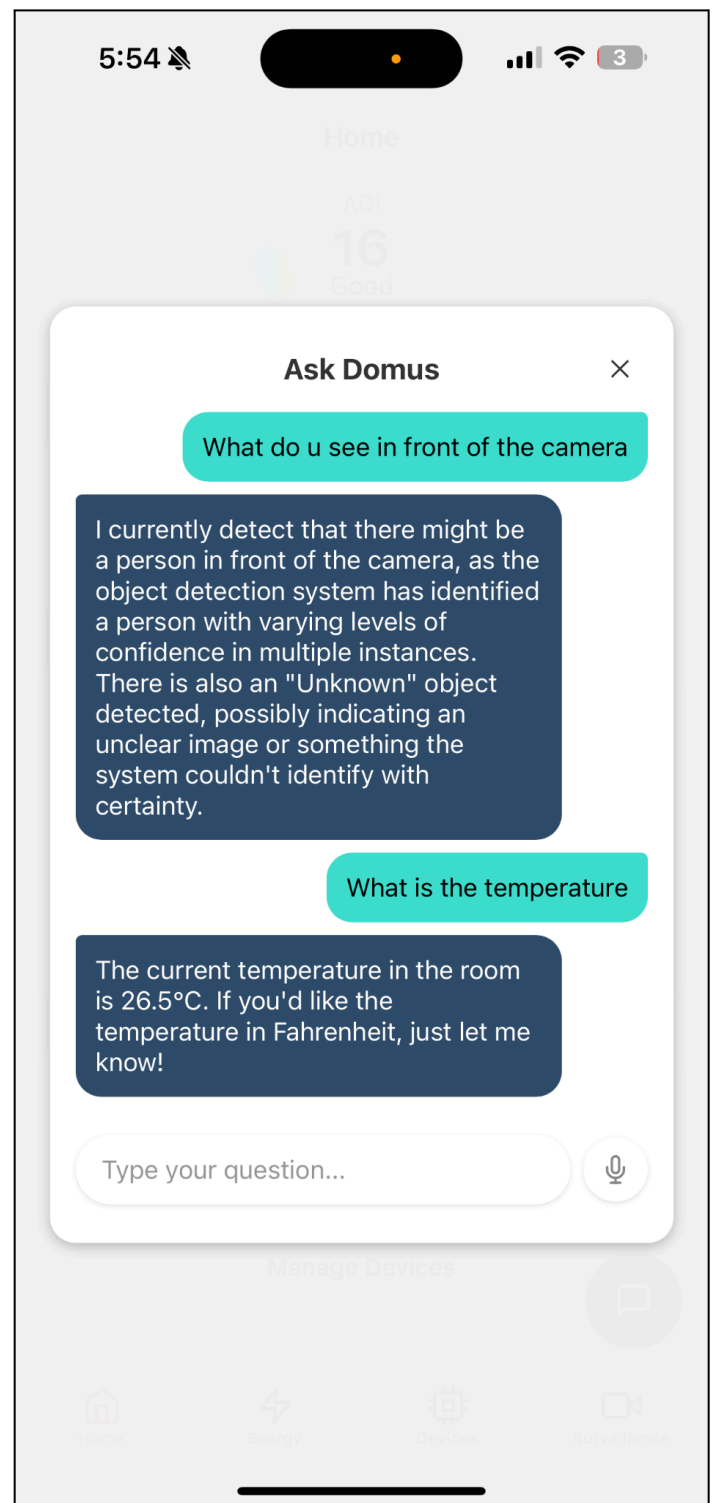 5:54
3
Home
AQI
16
Good
Ask Domus
What do u see in front of the camera
I currently detect that there might be
a person in front of the camera, as the
object detection system has identified
a person with varying levels of
confidence in multiple instances.
There is also an "Unknown" object
detected, possibly indicating an
unclear image or something the
system couldn't identify with
certainty.
What is the temperature
The current temperature in the room
is 26.5°C. If you'd like the
temperature in Fahrenheit, just let me
know!
Type your question...
Manage Devices
Home Energy Devices Surveillance